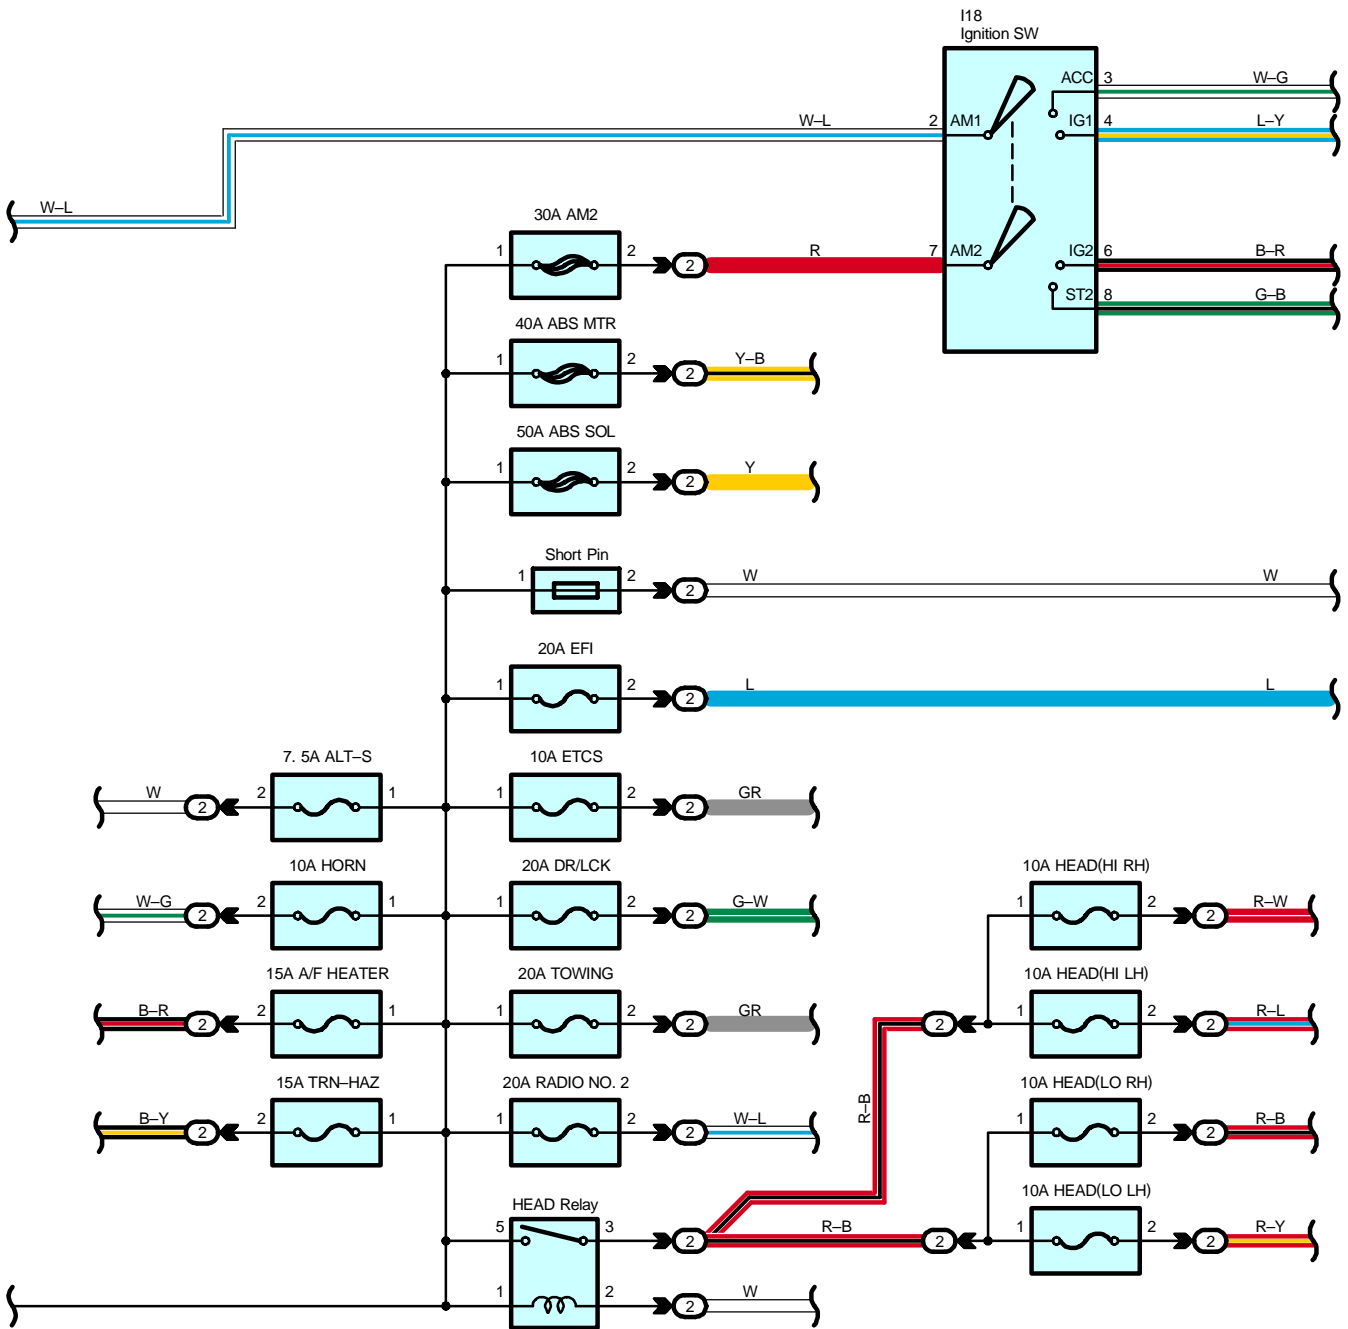 I18
Ignition SW
ACC 3 W–G
W–L 2 AM1 IG1 4 L–Y
W–L
30A AM2
1 2 2 R 7 AM2 IG2 6 B–R
ST2 8 G–B
40A ABS MTR
1 2 2 Y–B
50A ABS SOL
1 2 2 Y
Short Pin
1 2 2 W W
20A EFI
1 2 2 L L
7. 5A ALT–S 10A ETCS
W 2 2 1 1 2 2 GR
10A HORN 20A DR/LCK 10A HEAD(HI RH)
W–G 2 2 1 1 2 2 G–W 1 2 2 R–W
15A A/F HEATER 20A TOWING 10A HEAD(HI LH)
B–R 2 2 1 1 2 2 GR 2 1 2 2 R–L
15A TRN–HAZ 20A RADIO NO. 2 10A HEAD(LO RH)
B–Y 2 2 1 1 2 2 W–L R–B 1 2 2 R–B
HEAD Relay 10A HEAD(LO LH)
5 3 2 R–B 2 1 2 2 R–Y
1 2 2 W